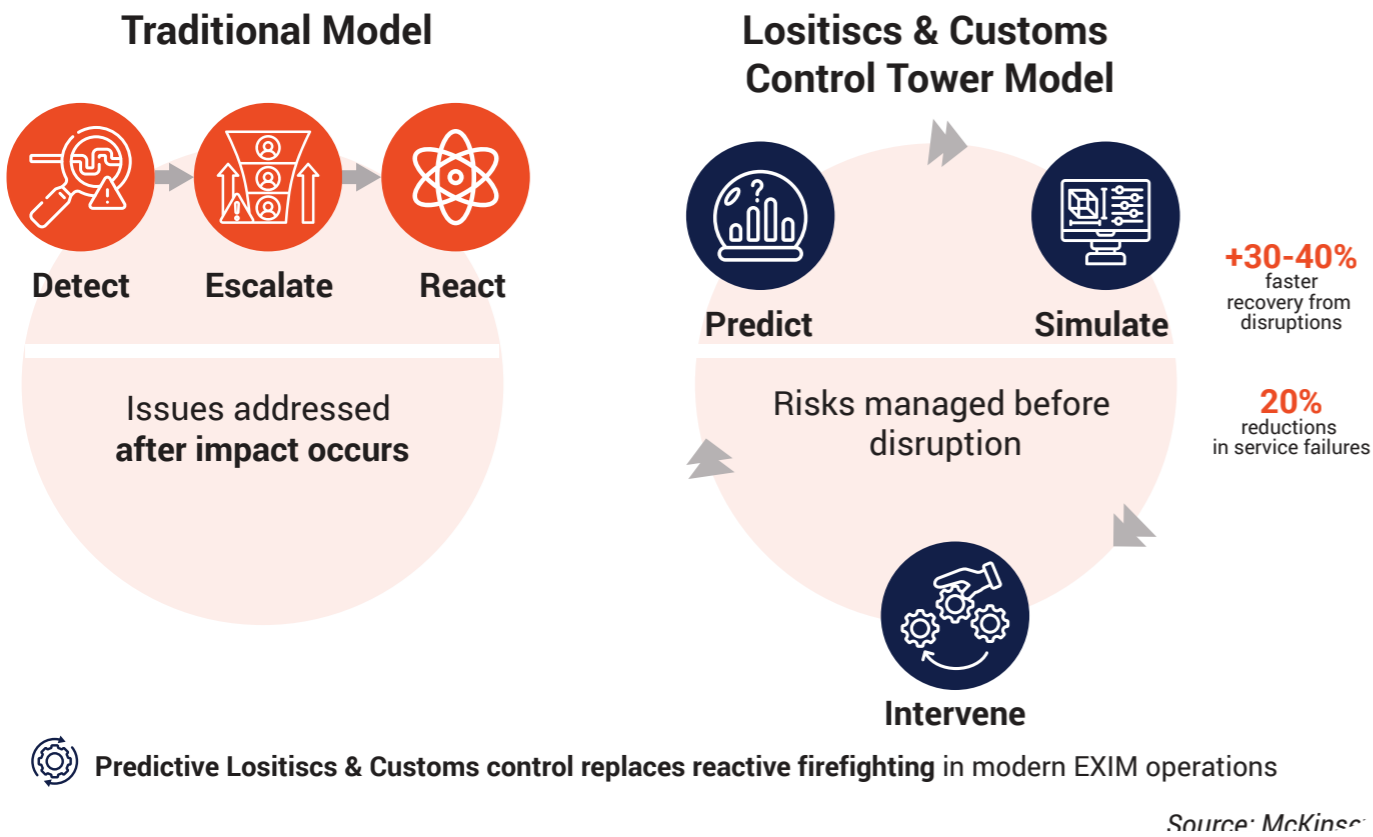 Traditional Model
Detect
Escalate
React
Issues addressed
after impact occurs
Lositiscs & Customs
Control Tower Model
Predict
Simulate
Risks managed before
disruption
Intervene
+30-40%
faster
recovery from
disruptions
20%
reductions
in service failures
Predictive Lositiscs & Customs control replaces reactive firefighting in modern EXIM operations
Source: